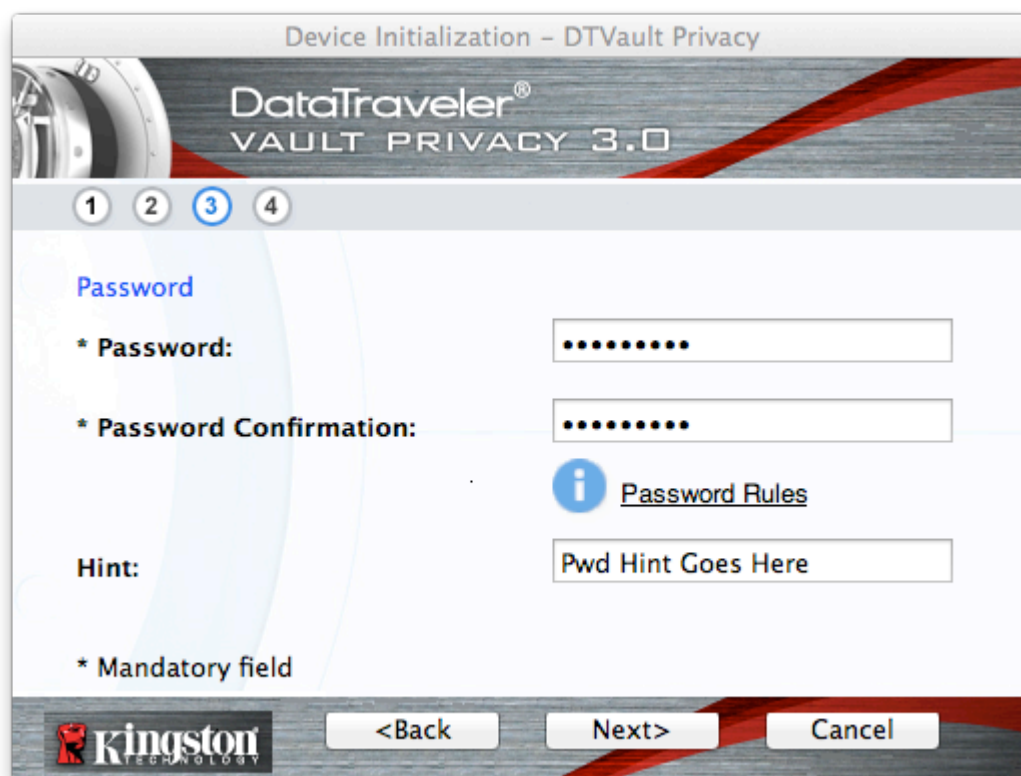 Device Initialization – DTVault Privacy
DataTraveler®
VAULT PRIVACY 3.0
1 2 3 4
Password
* Password: •••••••••
* Password Confirmation: •••••••••
i Password Rules
Hint: Pwd Hint Goes Here
* Mandatory field
Kingston
TECHNOLOGY
<Back Next> Cancel